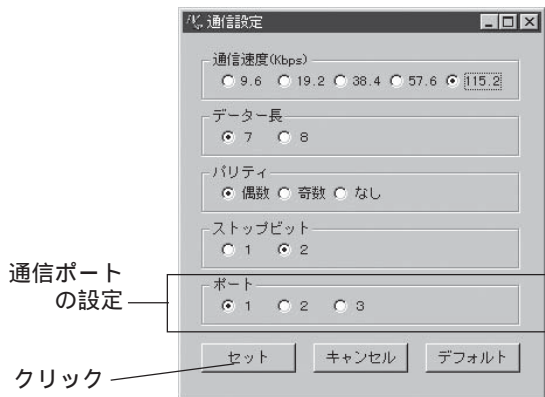 通信設定
通信速度(Kbps)
9.6 19.2 38.4 57.6 115.2
データー長
7 8
パリティ
偶数 奇数 なし
ストップビット
1 2
通信ポート
の設定
ポート
1 2 3
セット キャンセル デフォルト
クリック